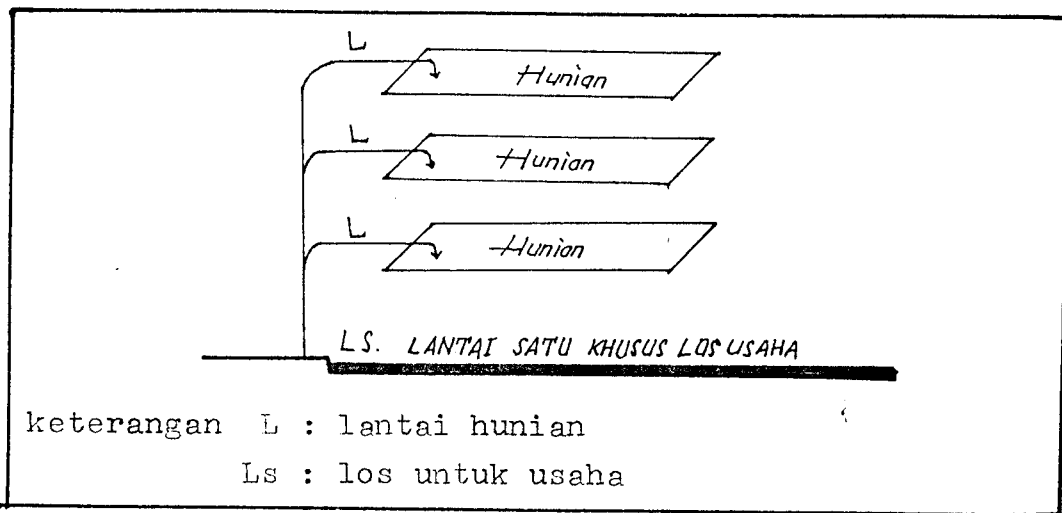 L
Hunian
L
Hunian
L
Hunian
LS. LANTAI SATU KHUSUS LOS USAHA
keterangan L : lantai hunian
Ls : los untuk usaha